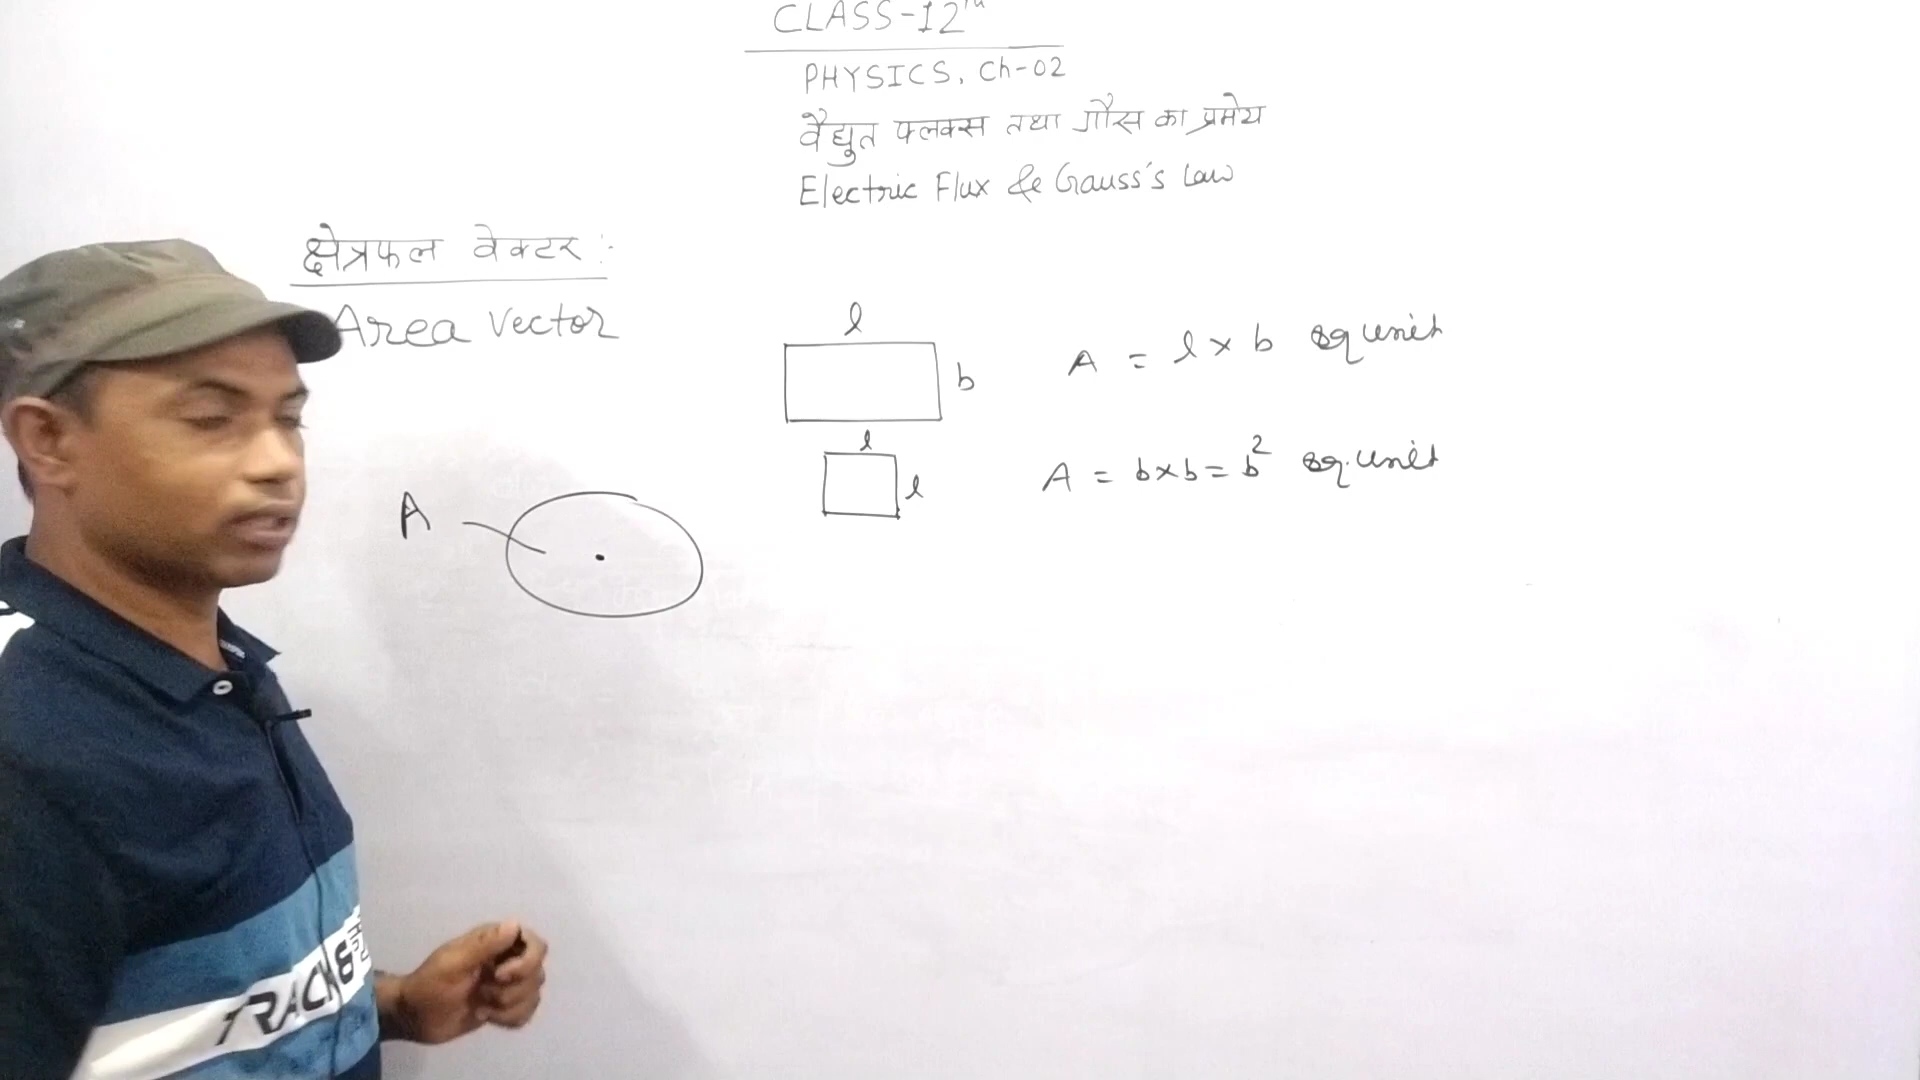 CLASS-12th
PHYSICS, Ch-02
वैद्युत फ्लक्स तथा गौस का प्रमेय
Electric Flux & Gauss's Law
क्षेत्रफल वेक्टर :-
Area Vector
l
b
A = l × b sq unit
l
l
A = b×b = b² sq. unit
A
TRACK&